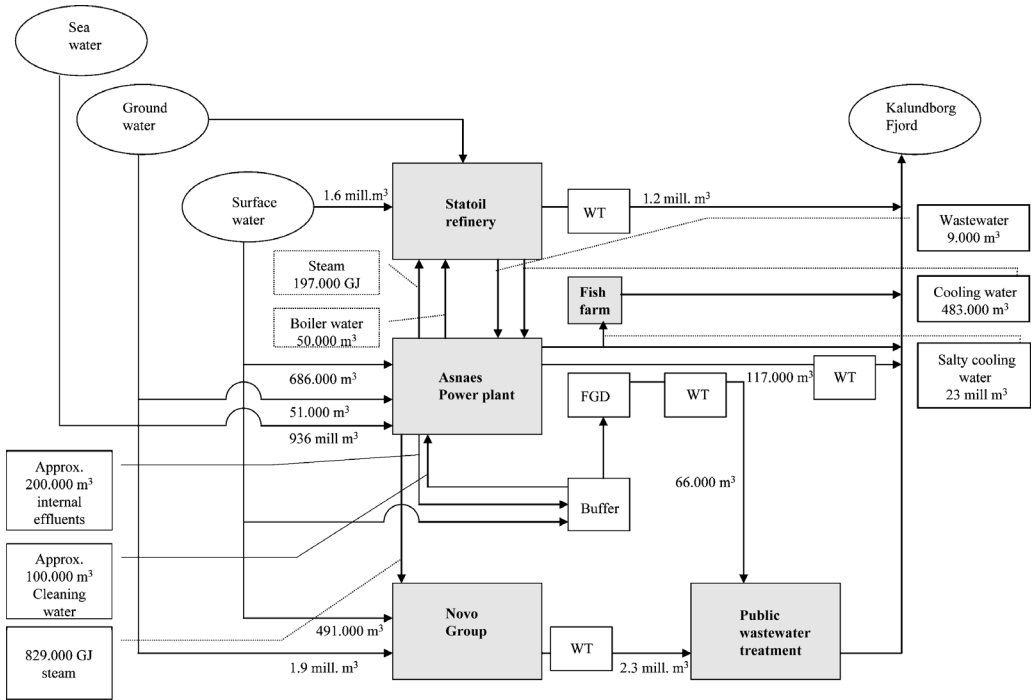 Sea
water
Ground
water
Kalundborg
Fjord
Surface
water
1.6 mill.m³
Statoil
refinery
WT
1.2 mill. m³
Wastewater
9.000 m³
Steam
197.000 GJ
Fish
farm
Cooling water
483.000 m³
Boiler water
50.000 m³
Salty cooling
water
23 mill m³
686.000 m³
Asnaes
Power plant
117.000 m³
WT
FGD
WT
51.000 m³
936 mill m³
Approx.
200.000 m³
internal
effluents
66.000 m³
Buffer
Approx.
100.000 m³
Cleaning
water
491.000 m³
Novo
Group
Public
wastewater
treatment
829.000 GJ
steam
WT
1.9 mill. m³
2.3 mill. m³